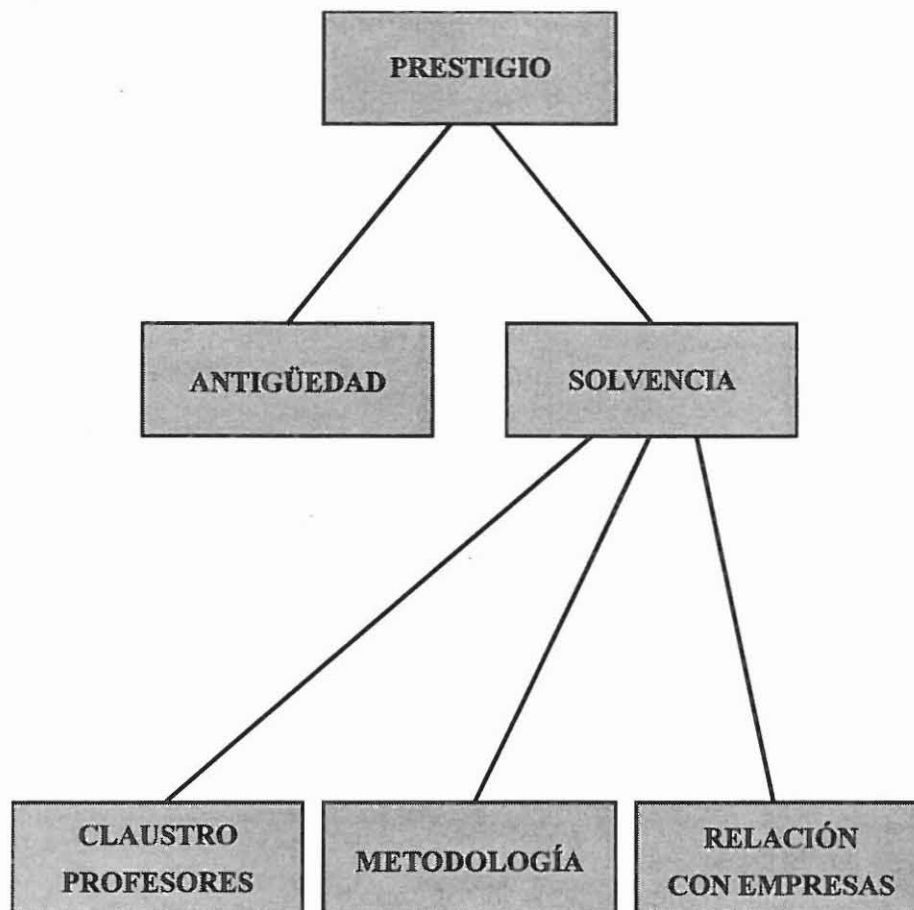 PRESTIGIO
ANTIGÜEDAD
SOLVENCIA
CLAUSTRO
PROFESORES
METODOLOGÍA
RELACIÓN
CON EMPRESAS